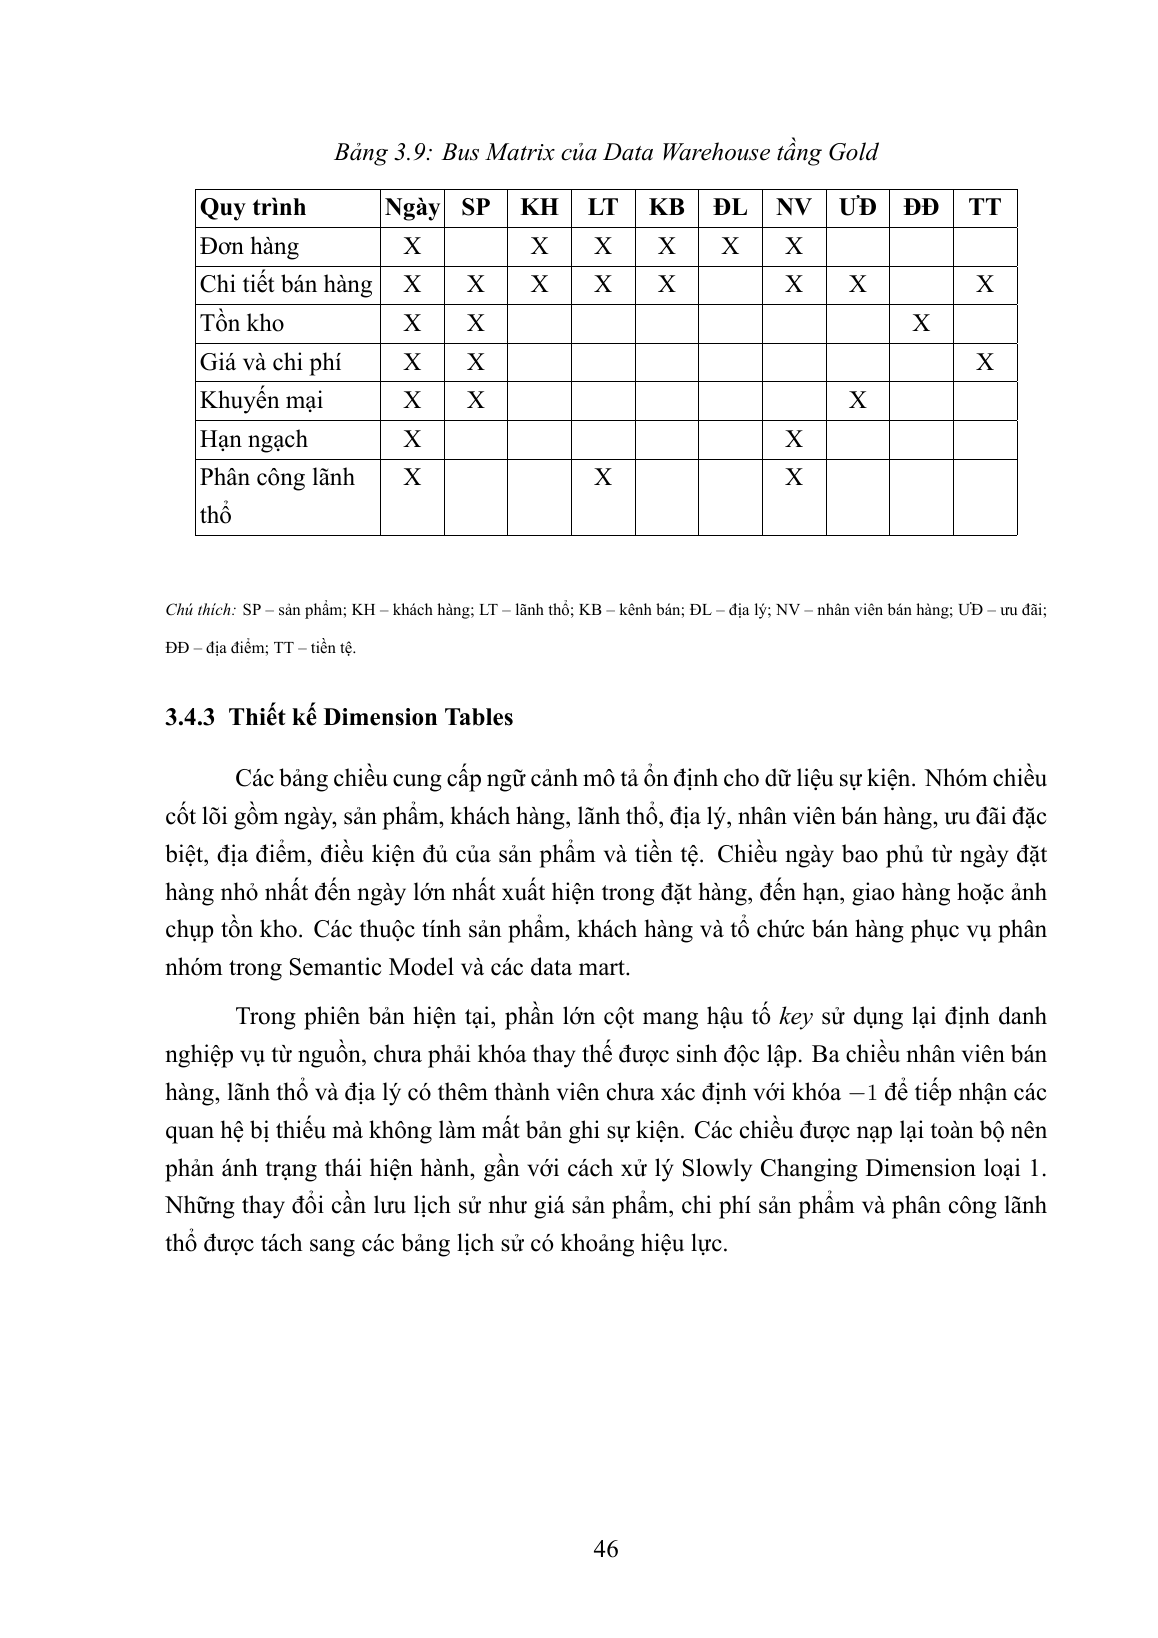 Bảng 3.9: Bus Matrix của Data Warehouse tầng Gold
Quy trình Ngày SP KH LT KB ĐL NV ƯĐ ĐĐ TT
Đơn hàng X X X X X X
Chi tiết bán hàng X X X X X X X X
Tồn kho X X X
Giá và chi phí X X X
Khuyến mại X X X
Hạn ngạch X X
Phân công lãnh X X X
thổ
Chú thích: SP – sản phẩm; KH – khách hàng; LT – lãnh thổ; KB – kênh bán; ĐL – địa lý; NV – nhân viên bán hàng; ƯĐ – ưu đãi;
ĐĐ – địa điểm; TT – tiền tệ.
3.4.3 Thiết kế Dimension Tables
Các bảng chiều cung cấp ngữ cảnh mô tả ổn định cho dữ liệu sự kiện. Nhóm chiều
cốt lõi gồm ngày, sản phẩm, khách hàng, lãnh thổ, địa lý, nhân viên bán hàng, ưu đãi đặc
biệt, địa điểm, điều kiện đủ của sản phẩm và tiền tệ. Chiều ngày bao phủ từ ngày đặt
hàng nhỏ nhất đến ngày lớn nhất xuất hiện trong đặt hàng, đến hạn, giao hàng hoặc ảnh
chụp tồn kho. Các thuộc tính sản phẩm, khách hàng và tổ chức bán hàng phục vụ phân
nhóm trong Semantic Model và các data mart.
Trong phiên bản hiện tại, phần lớn cột mang hậu tố key sử dụng lại định danh
nghiệp vụ từ nguồn, chưa phải khóa thay thế được sinh độc lập. Ba chiều nhân viên bán
hàng, lãnh thổ và địa lý có thêm thành viên chưa xác định với khóa −1 để tiếp nhận các
quan hệ bị thiếu mà không làm mất bản ghi sự kiện. Các chiều được nạp lại toàn bộ nên
phản ánh trạng thái hiện hành, gần với cách xử lý Slowly Changing Dimension loại 1.
Những thay đổi cần lưu lịch sử như giá sản phẩm, chi phí sản phẩm và phân công lãnh
thổ được tách sang các bảng lịch sử có khoảng hiệu lực.
46